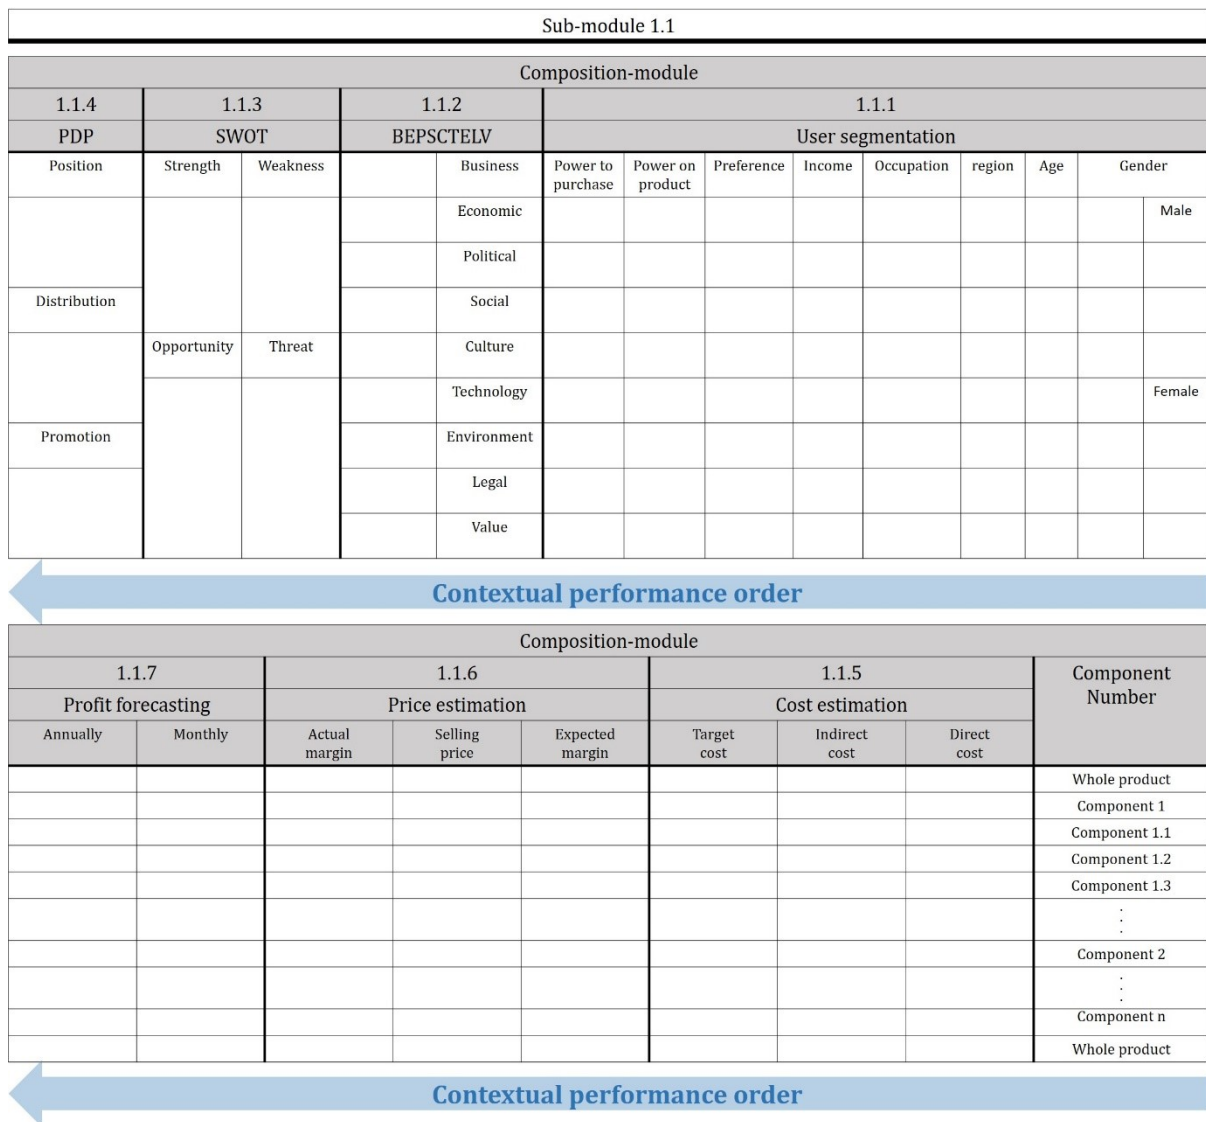 Sub-module 1.1
Composition-module
1.1.4 1.1.3 1.1.2 1.1.1
PDP SWOT BEPSCTELV User segmentation
Position Strength Weakness Business Power to purchase Power on product Preference Income Occupation region Age Gender
Economic Male
Political
Distribution Social
Opportunity Threat Culture
Technology Female
Promotion Environment
Legal
Value
Contextual performance order
Composition-module
1.1.7 1.1.6 1.1.5 Component Number
Profit forecasting Price estimation Cost estimation
Annually Monthly Actual margin Selling price Expected margin Target cost Indirect cost Direct cost
Whole product
Component 1
Component 1.1
Component 1.2
Component 1.3
.
.
.
Component 2
.
.
.
Component n
Whole product
Contextual performance order